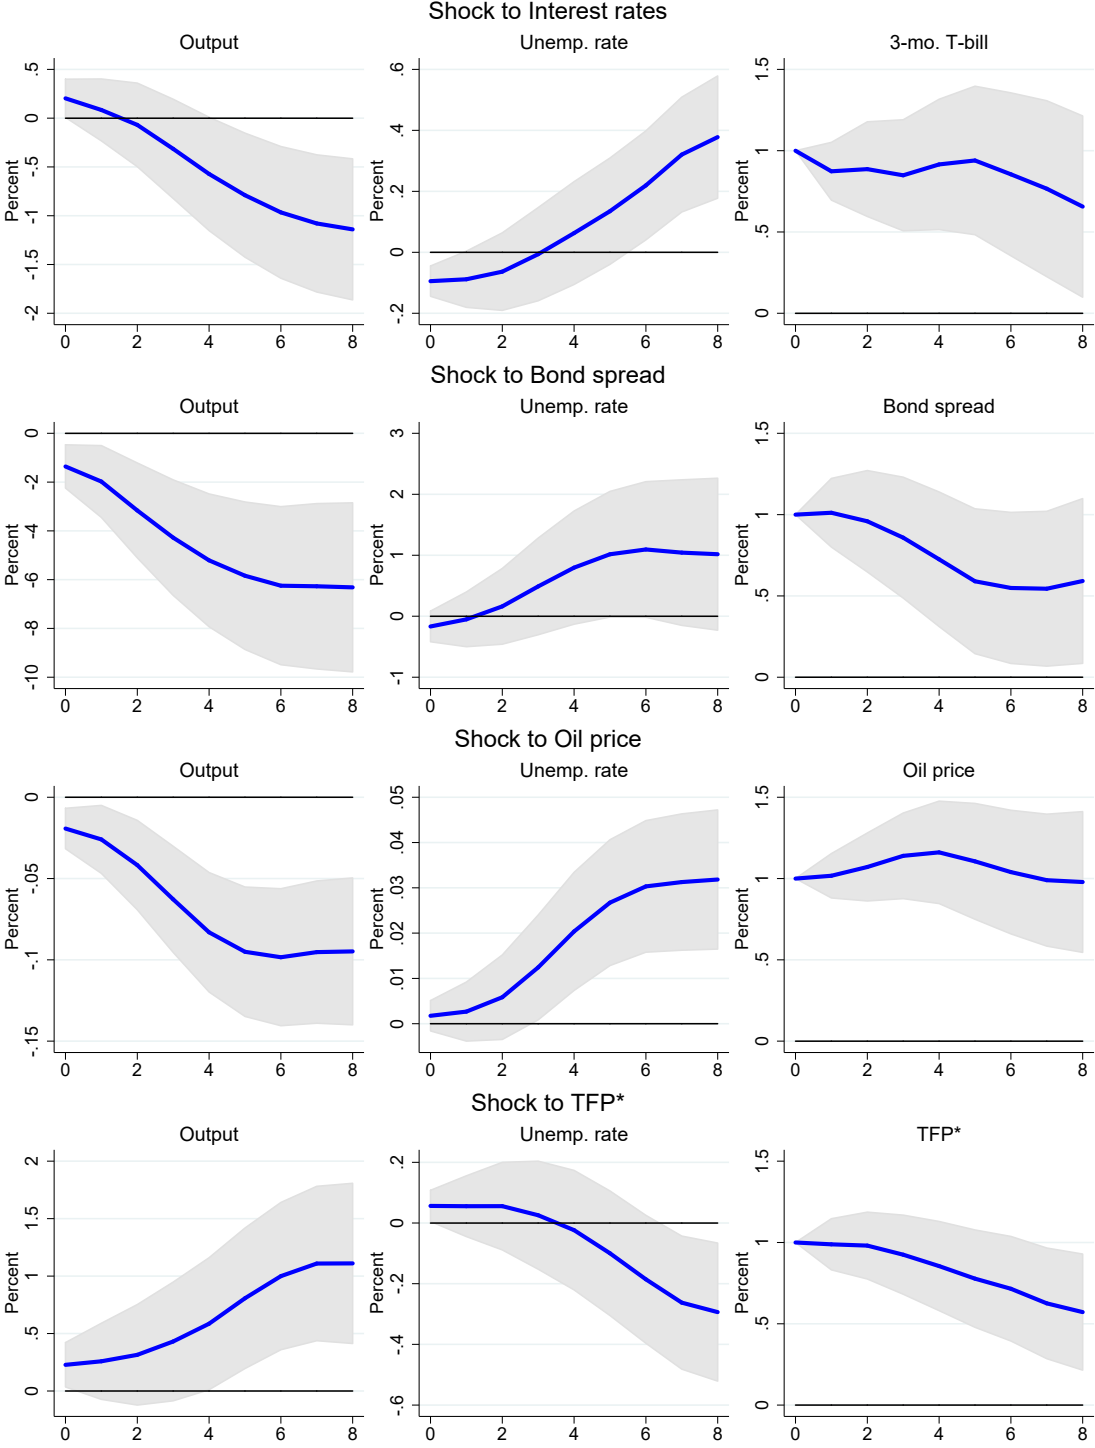 Shock to Interest rates
Output
Unemp. rate
3-mo. T-bill
Percent
.5
0
-.5
-1
-1.5
-2
0 2 4 6 8
Percent
.6
.4
.2
0
-.2
0 2 4 6 8
Percent
1.5
1
.5
0
0 2 4 6 8
Shock to Bond spread
Output
Unemp. rate
Bond spread
Percent
0
-2
-4
-6
-8
-10
0 2 4 6 8
Percent
3
2
1
0
-1
0 2 4 6 8
Percent
1.5
1
.5
0
0 2 4 6 8
Shock to Oil price
Output
Unemp. rate
Oil price
Percent
0
-.05
-.1
-.15
0 2 4 6 8
Percent
.05
.04
.03
.02
.01
0
0 2 4 6 8
Percent
1.5
1
.5
0
0 2 4 6 8
Shock to TFP*
Output
Unemp. rate
TFP*
Percent
2
1.5
1
.5
0
0 2 4 6 8
Percent
.2
0
-.2
-.4
-.6
0 2 4 6 8
Percent
1.5
1
.5
0
0 2 4 6 8